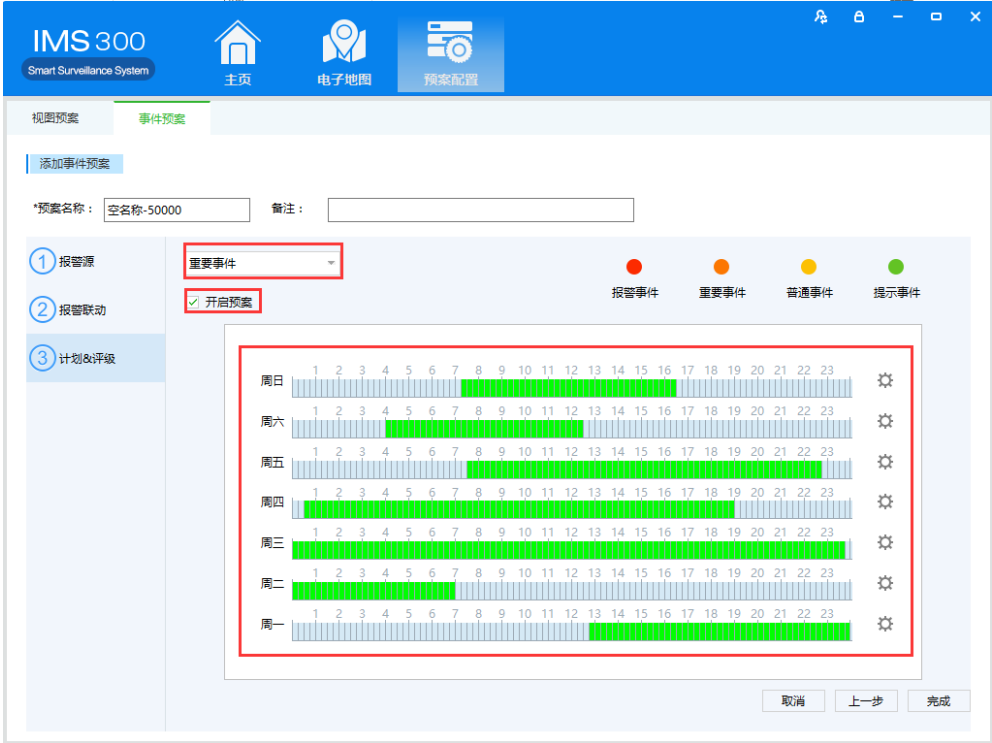 IMS 300
Smart Surveillance System
主页
电子地图
预案配置
视图预案
事件预案
添加事件预案
*预案名称： 空名称-50000 备注：
1 报警源
2 报警联动
3 计划&评级
重要事件
开启预案
报警事件 重要事件 普通事件 提示事件
1 2 3 4 5 6 7 8 9 10 11 12 13 14 15 16 17 18 19 20 21 22 23
周日
1 2 3 4 5 6 7 8 9 10 11 12 13 14 15 16 17 18 19 20 21 22 23
周六
1 2 3 4 5 6 7 8 9 10 11 12 13 14 15 16 17 18 19 20 21 22 23
周五
1 2 3 4 5 6 7 8 9 10 11 12 13 14 15 16 17 18 19 20 21 22 23
周四
1 2 3 4 5 6 7 8 9 10 11 12 13 14 15 16 17 18 19 20 21 22 23
周三
1 2 3 4 5 6 7 8 9 10 11 12 13 14 15 16 17 18 19 20 21 22 23
周二
1 2 3 4 5 6 7 8 9 10 11 12 13 14 15 16 17 18 19 20 21 22 23
周一
取消 上一步 完成